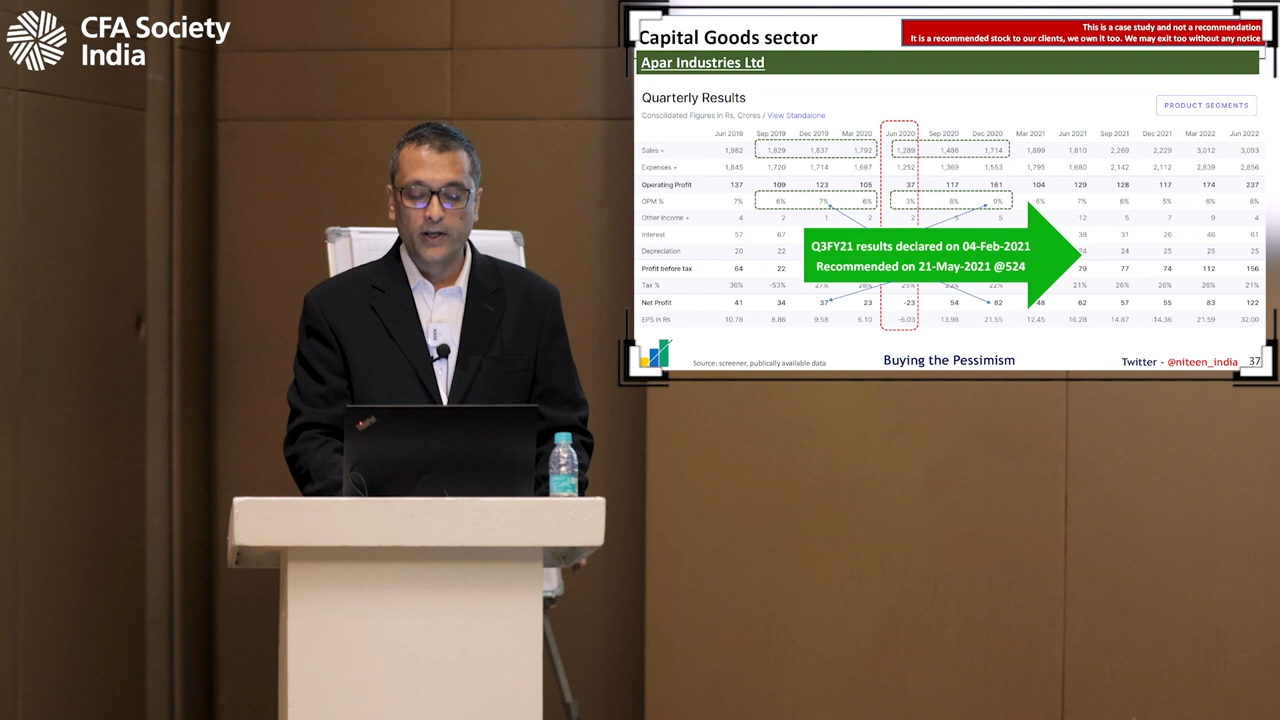 CFA Society
India
Capital Goods sector
This is a case study and not a recommendation
It is a recommended stock to our clients, we own it too. We may exit too without any notice
Apar Industries Ltd
Quarterly Results
PRODUCT SEGMENTS
Consolidated Figures in Rs. Crores / View Standalone
Jun 2019 Sep 2019 Dec 2019 Mar 2020 Jun 2020 Sep 2020 Dec 2020 Mar 2021 Jun 2021 Sep 2021 Dec 2021 Mar 2022 Jun 2022
Sales + 1,982 1,829 1,837 1,792 1,289 1,486 1,714 1,899 1,810 2,269 2,229 3,012 3,093
Expenses + 1,845 1,720 1,714 1,687 1,252 1,369 1,553 1,795 1,680 2,142 2,112 2,839 2,856
Operating Profit 137 109 123 105 37 117 161 104 129 128 117 174 237
OPM % 7% 6% 7% 6% 3% 8% 9% 6% 7% 6% 5% 6% 8%
Other Income + 4 2 1 2 2 5 5 12 5 7 9 4
Interest 57 67 38 31 26 46 61
Depreciation 20 22 24 25 25 25
Profit before tax 64 22 79 77 74 112 156
Tax % 36% -53% 27% 26% 25% 23% 22% 21% 26% 26% 26% 21%
Net Profit 41 34 37 23 -23 54 82 48 62 57 55 83 122
EPS in Rs 10.78 8.86 9.58 6.10 -6.03 13.98 21.55 12.45 16.28 14.87 14.36 21.59 32.00
Q3FY21 results declared on 04-Feb-2021
Recommended on 21-May-2021 @524
Source: screener, publically available data
Buying the Pessimism
Twitter - @niteen_india
37
ThinkPad